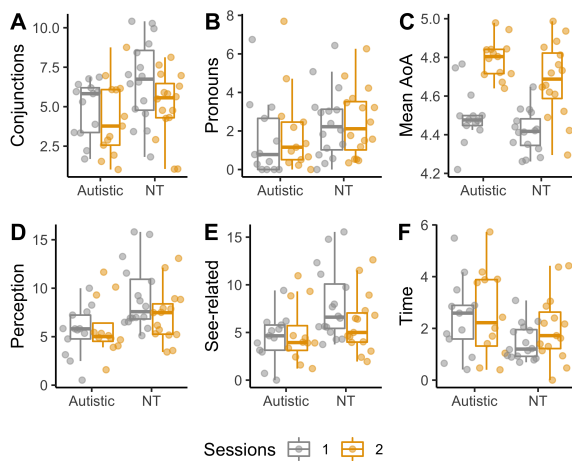 A
Conjunctions
10.0
7.5
5.0
2.5
Autistic NT
B
Pronouns
8
6
4
2
0
Autistic NT
C
Mean AoA
5.0
4.8
4.6
4.4
4.2
Autistic NT
D
Perception
15
10
5
0
Autistic NT
E
See-related
15
10
5
0
Autistic NT
F
Time
6
4
2
0
Autistic NT
Sessions 1 2